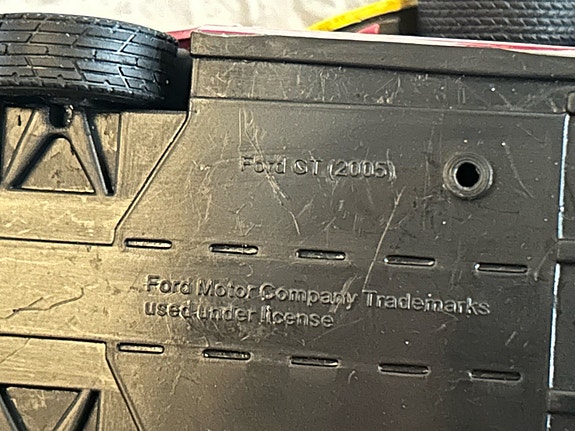 Ford GT (2005)
Ford Motor Company Trademarks
used under license